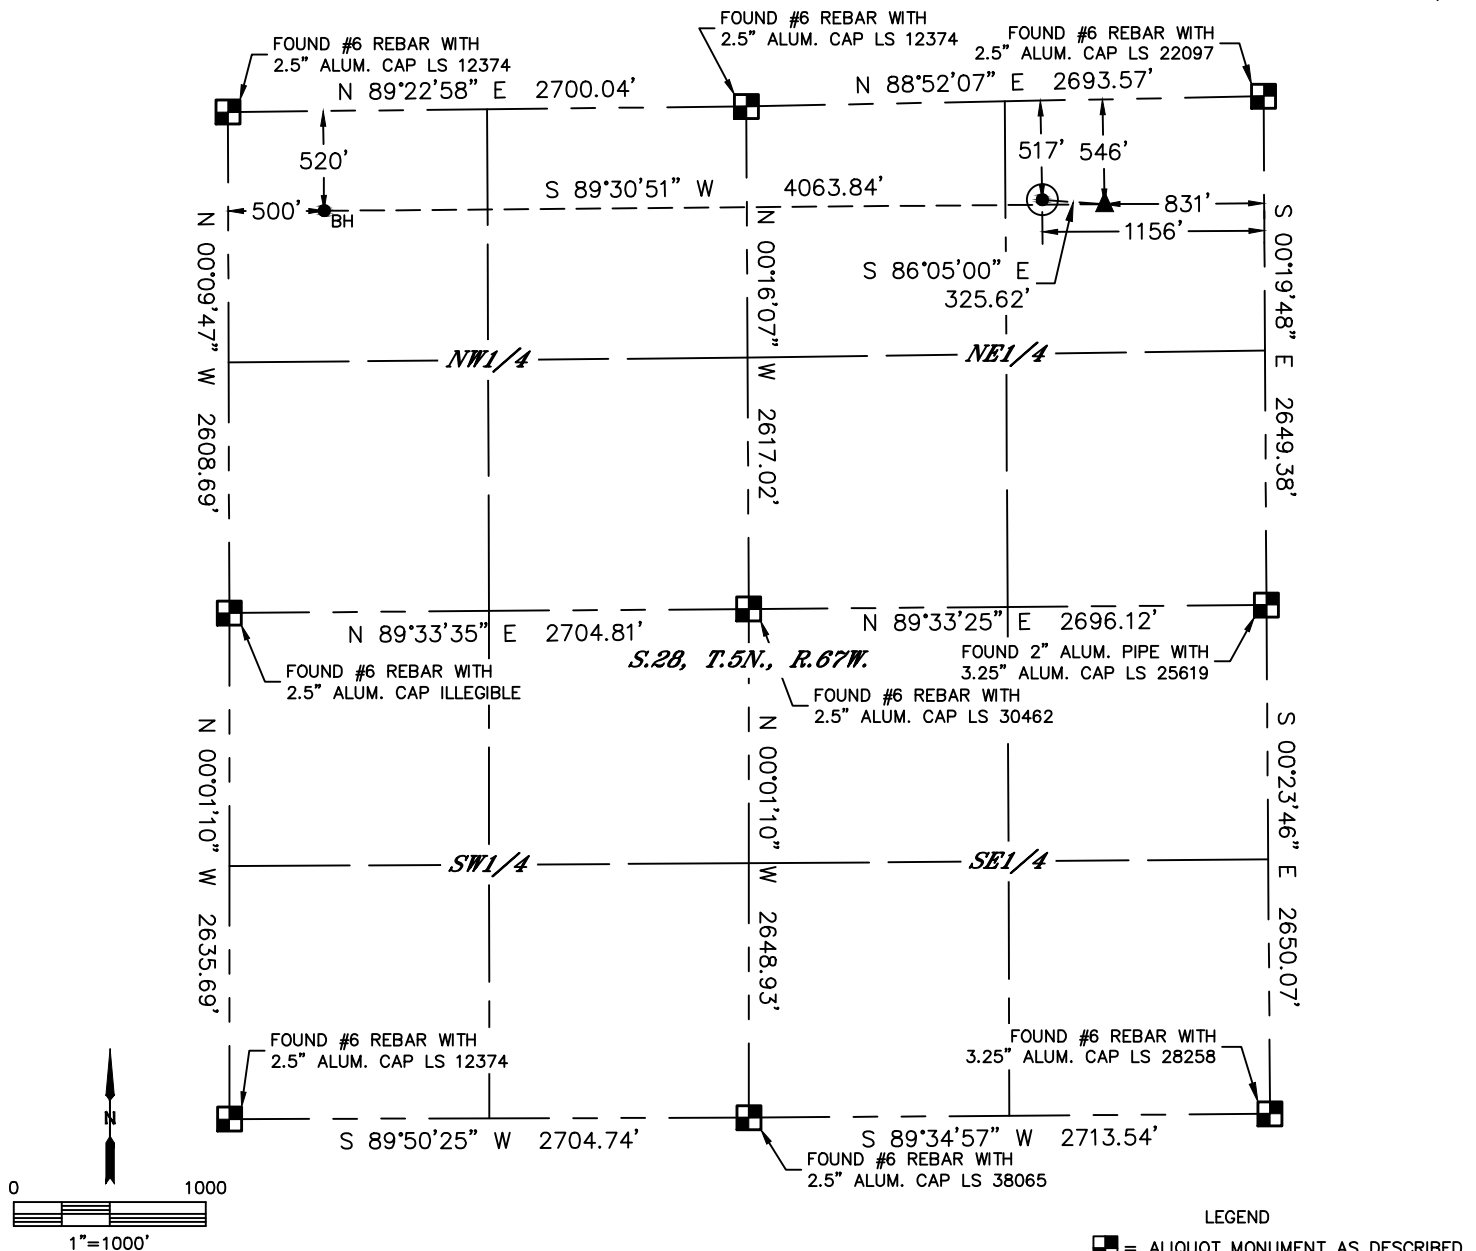 FOUND #6 REBAR WITH
2.5" ALUM. CAP LS 12374
FOUND #6 REBAR WITH
2.5" ALUM. CAP LS 12374
FOUND #6 REBAR WITH
2.5" ALUM. CAP LS 22097
N 89°22'58" E 2700.04'
N 88°52'07" E 2693.57'
520'
517'
546'
S 89°30'51" W 4063.84'
500'
BH
831'
1156'
S 86°05'00" E
325.62'
N 00°09'47" W 2608.69'
N 00°16'07" W 2617.02'
S 00°19'48" E 2649.38'
NW1/4
NE1/4
N 89°33'35" E 2704.81'
N 89°33'25" E 2696.12'
S.28, T.5N., R.67W.
FOUND #6 REBAR WITH
2.5" ALUM. CAP ILLEGIBLE
FOUND 2" ALUM. PIPE WITH
3.25" ALUM. CAP LS 25619
FOUND #6 REBAR WITH
2.5" ALUM. CAP LS 30462
N 00°01'10" W 2635.69'
N 00°01'10" W 2648.93'
S 00°23'46" E 2650.07'
SW1/4
SE1/4
FOUND #6 REBAR WITH
2.5" ALUM. CAP LS 12374
FOUND #6 REBAR WITH
3.25" ALUM. CAP LS 28258
S 89°50'25" W 2704.74'
S 89°34'57" W 2713.54'
FOUND #6 REBAR WITH
2.5" ALUM. CAP LS 38065
N
0 1000
1"=1000'
LEGEND
= ALIQUOT MONUMENT AS DESCRIBED